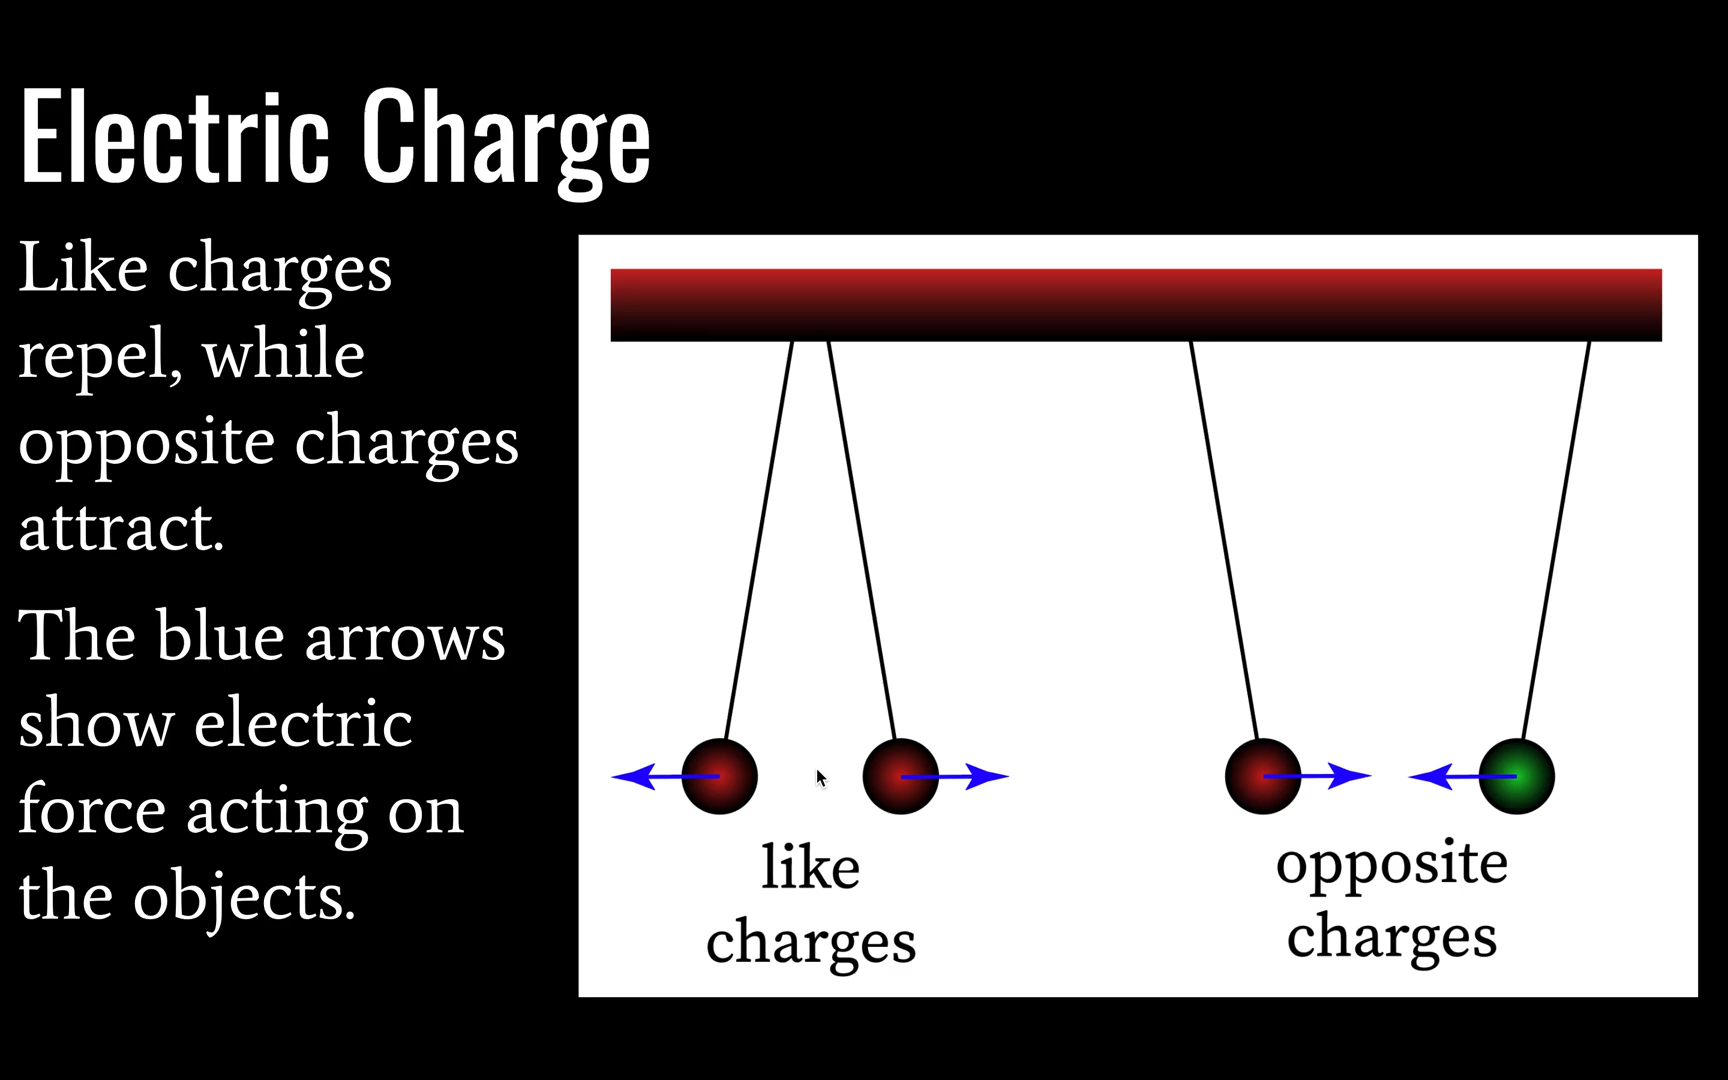 Electric Charge
Like charges
repel, while
opposite charges
attract.
The blue arrows
show electric
force acting on
the objects.
like
charges
opposite
charges